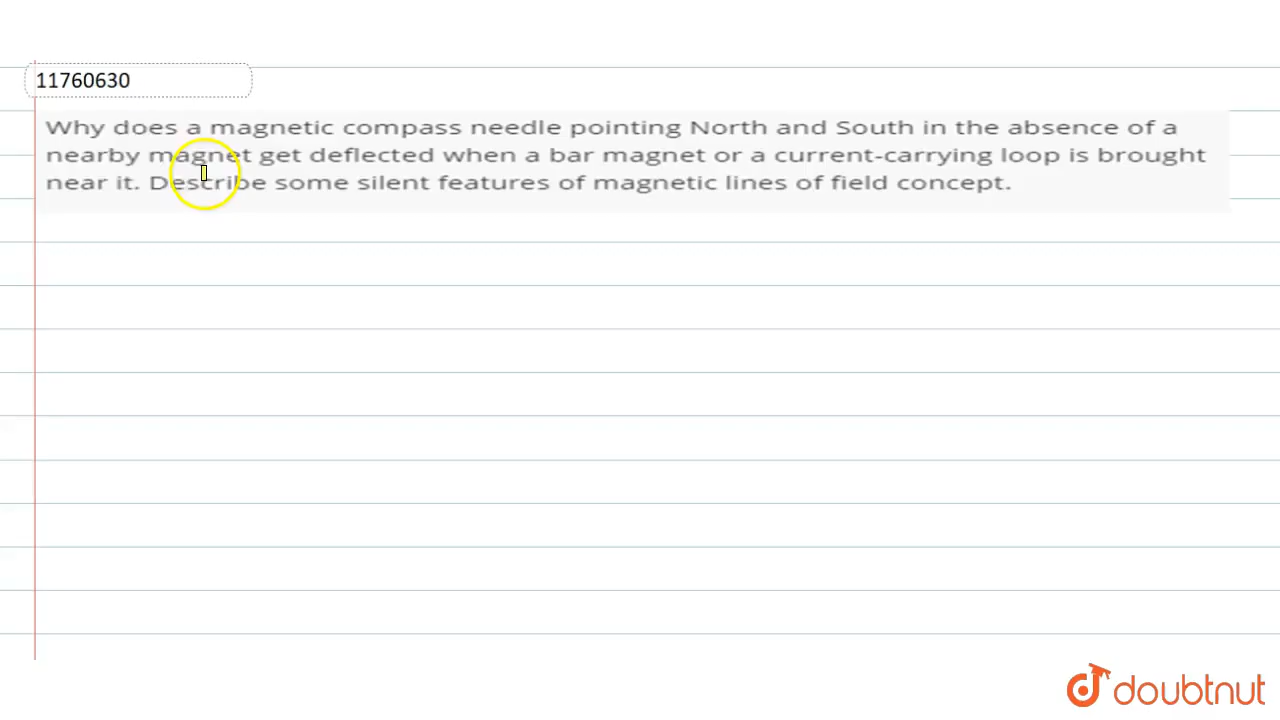 11760630
Why does a magnetic compass needle pointing North and South in the absence of a
nearby magnet get deflected when a bar magnet or a current-carrying loop is brought
near it. Describe some silent features of magnetic lines of field concept.
doubtnut